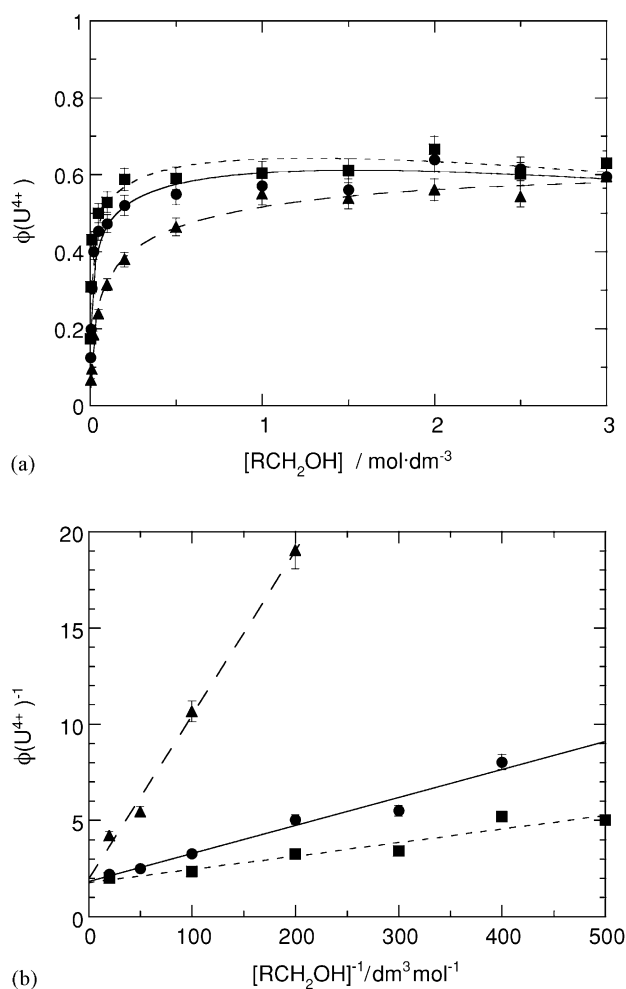 1
0.8
0.6
0.4
0.2
0
ϕ(U⁴⁺)
0 1 2 3
(a)
[RCH₂OH] / mol·dm⁻³
20
15
10
5
0
ϕ(U⁴⁺)⁻¹
0 100 200 300 400 500
(b)
[RCH₂OH]⁻¹/dm³mol⁻¹